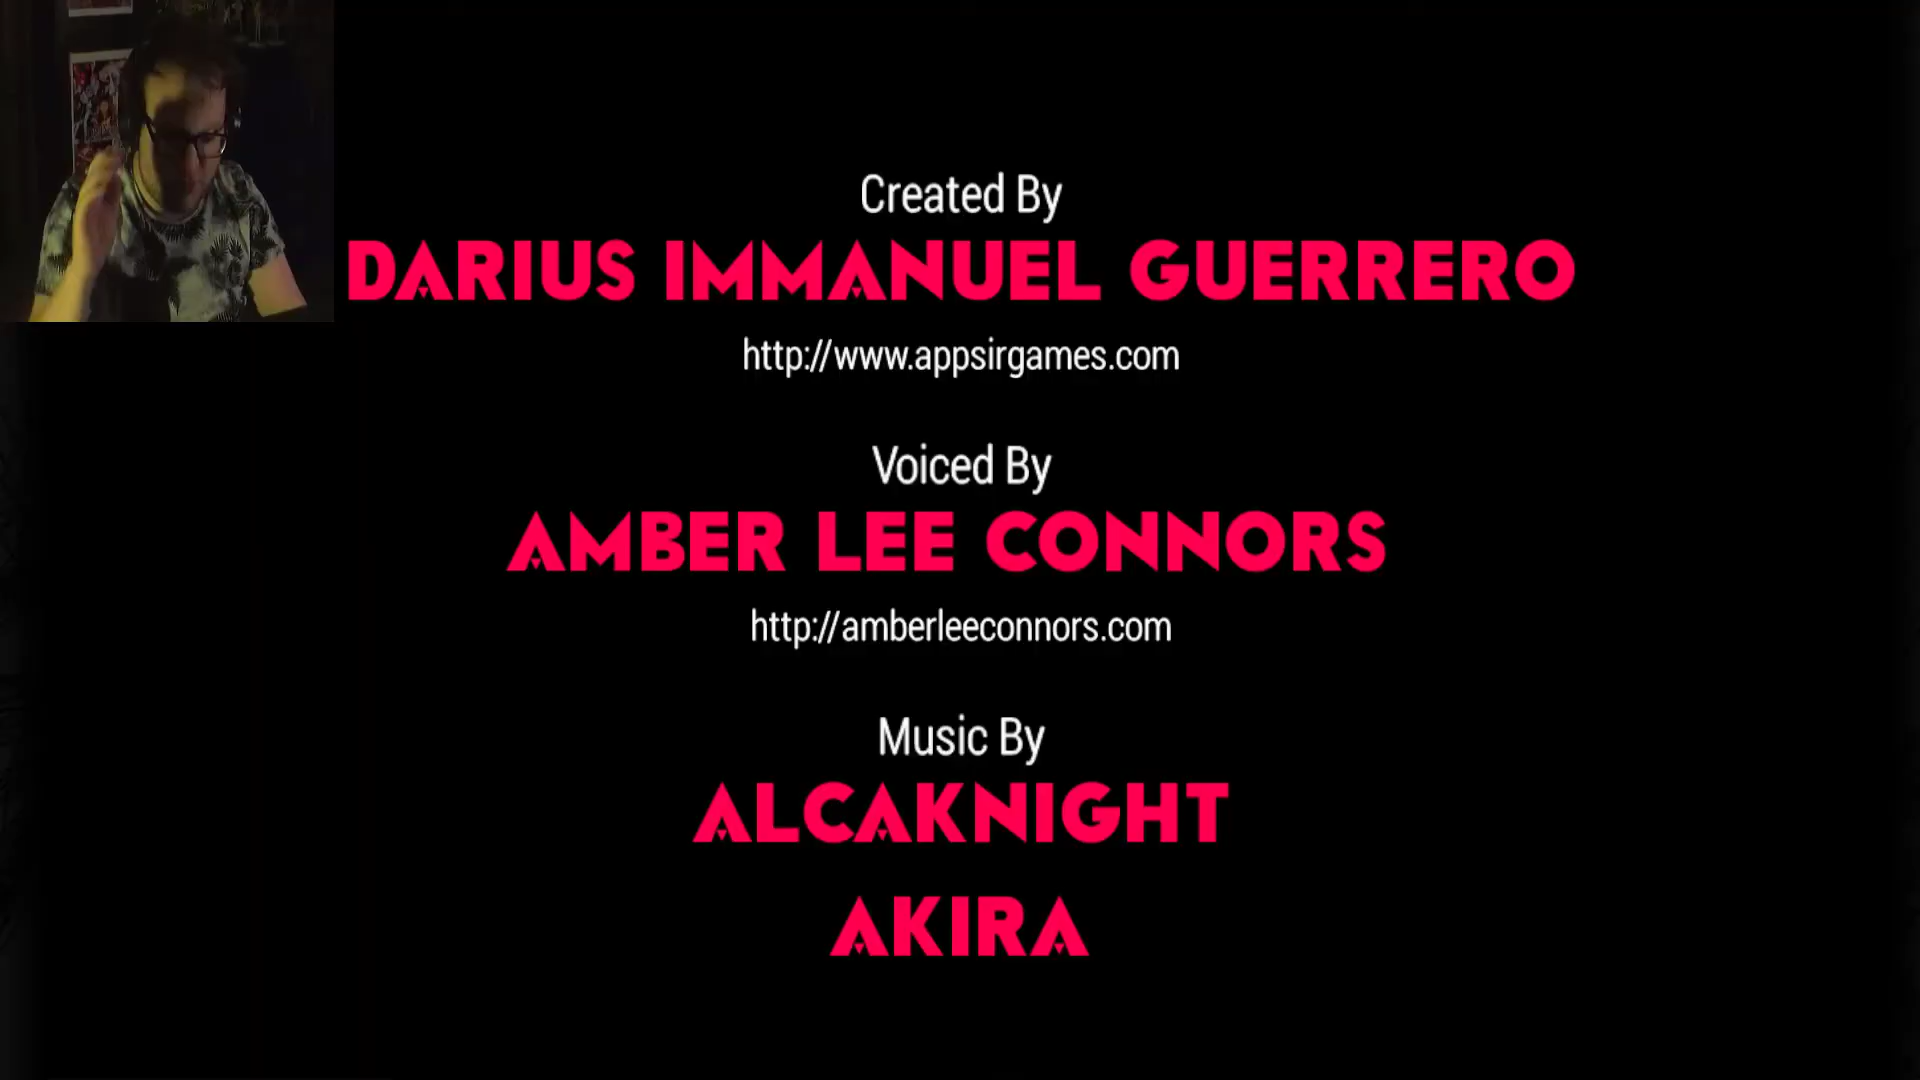 Created By
DARIUS IMMANUEL GUERRERO
http://www.appsirgames.com
Voiced By
AMBER LEE CONNORS
http://amberleeconnors.com
Music By
ALCAKNIGHT
AKIRA